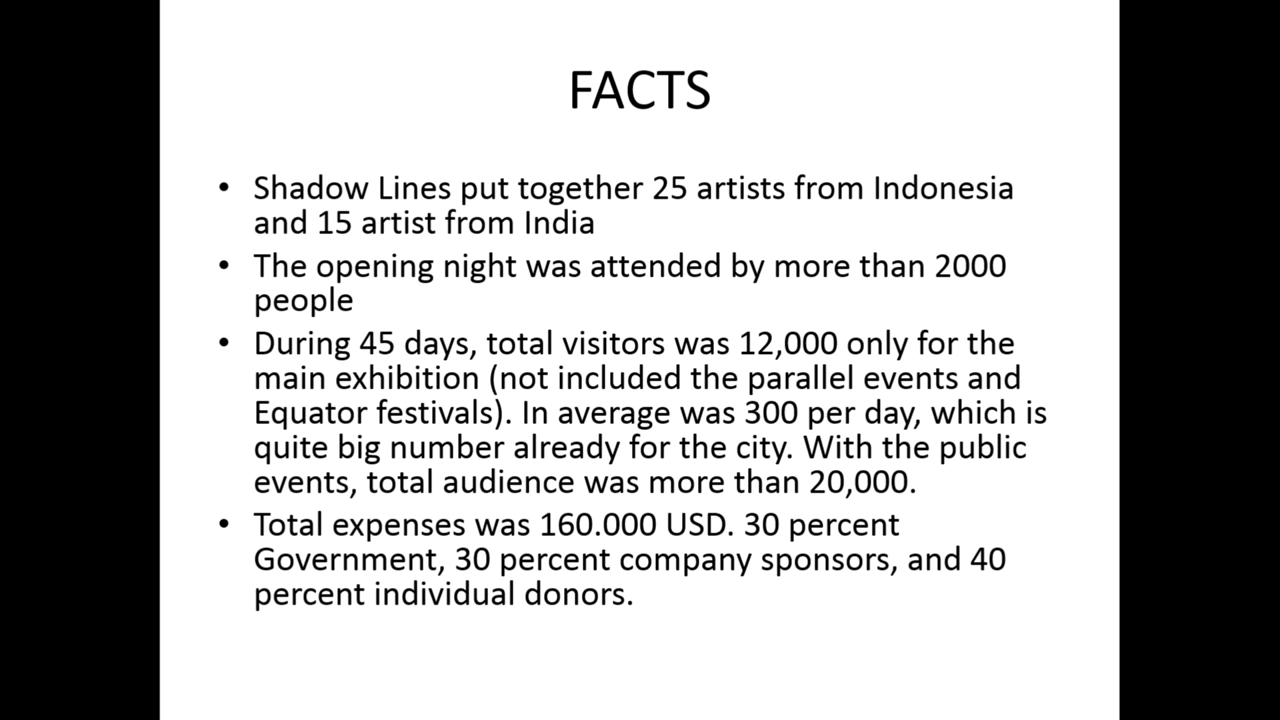 FACTS
• Shadow Lines put together 25 artists from Indonesia
and 15 artist from India
• The opening night was attended by more than 2000
people
• During 45 days, total visitors was 12,000 only for the
main exhibition (not included the parallel events and
Equator festivals). In average was 300 per day, which is
quite big number already for the city. With the public
events, total audience was more than 20,000.
• Total expenses was 160.000 USD. 30 percent
Government, 30 percent company sponsors, and 40
percent individual donors.